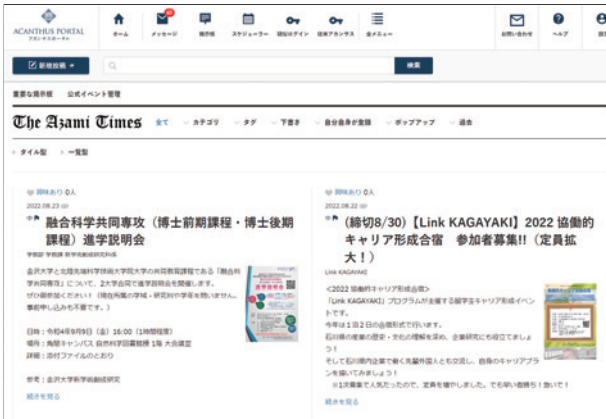 ACANTHUS PORTAL
アカンサスポータル
ホーム
メッセージ
掲示板
スケジューラー
全メニュー
お問い合わせ
ヘルプ
新規投稿
検索
重要な掲示板 公式イベント管理
The Azami Times
全て カテゴリ タグ 下書き 自分自身が登録 ポップアップ 過去
タイル型 一覧型
興味あり 0人
2022.08.23
融合科学共同専攻（博士前期課程・博士後期
課程）進学説明会
金沢大学と北陸先端科学技術大学院大学の共同教育課程である「融合科
学共同専攻」について、2大学合同で進学説明会を開催します。
ぜひ御参加ください！（現在所属の学域・研究科や学年を問いません。
事前申し込みも不要です。）
日時：令和4年9月9日（金）16:00（1時間程度）
場所：角間キャンパス 自然科学図書館棟 1階 大会議室
詳細：添付ファイルのとおり
参考：金沢大学新学術創成研究
続きを見る
興味あり 0人
2022.08.22
(締切8/30)【Link KAGAYAKI】2022 協働的
キャリア形成合宿 参加者募集!!（定員拡
大！）
Link KAGAYAKI
<2022 協働的キャリア形成合宿>
「Link KAGAYAKI」プログラムが主催する留学生キャリア形成イベン
トです。
今年は１泊２日の合宿形式で行います。
石川県の産業の歴史・文化の理解を深め、企業研究にも役立てましょ
う！
そして石川県内企業で働く先輩外国人とも交流し、自身のキャリアプラ
ンを描いてみましょう！
※1次募集で人気だったので、定員を増やしました。でも早い者勝ち！急いで！
続きを見る